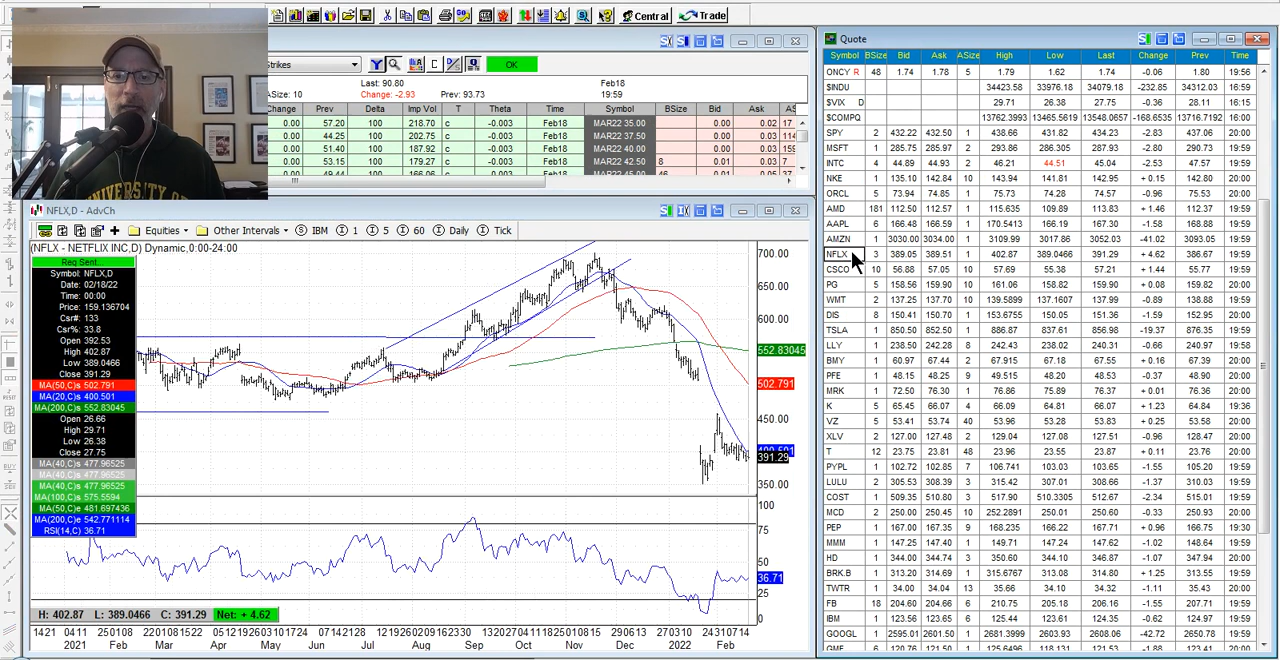 Central
Trade
UNIVERSITY OF
Strikes
C
OK
ASize: 10
Last: 90.80
Change: -2.93
Prev: 93.73
Feb18
19:59
Change Prev Delta Imp Vol T Theta Time Symbol BSize Bid Ask AS
0.00 57.20 100 218.70 c -0.003 Feb18 MAR22 35.00 0.00 0.02 17
0.00 44.25 100 202.75 c -0.003 Feb18 MAR22 37.50 0.00 0.03 114
0.00 51.40 100 187.92 c -0.003 Feb18 MAR22 40.00 0.00 0.03
0.00 53.15 100 179.27 c -0.003 Feb18 MAR22 42.50 8 0.01 0.03 7
NFLX,D - AdvCh
Equities Other Intervals IBM 1 5 60 Daily Tick
(NFLX - NETFLIX INC,D) Dynamic,0:00-24:00
Req Sent...
Symbol: NFLX,D
Date: 02/18/22
Time: 00:00
Price: 159.136704
Csr#: 133
Csr%: 33.8
Open 392.53
High 402.87
Low 389.0466
Close 391.29
MA(50,C)s 502.791
MA(20,C)s 400.501
MA(200,C)s 552.83045
Open 26.66
High 29.71
Low 26.38
Close 27.75
MA(40,C)s 477.96525
MA(40,C)s 477.96525
MA(40,C)s 477.96525
MA(100,C)s 575.5594
MA(50,C)e 481.697436
MA(200,C)e 542.771114
RSI(14,C) 36.71
700.00
650.00
600.00
552.83045
502.791
450.00
391.29
350.00
75
50
36.71
25
0
H: 402.87 L: 389.0466 C: 391.29 Net: + 4.62
2021 Mar Apr May Jun Jul Aug Sep Oct Nov Dec 2022 Feb
Quote
Symbol BSize Bid Ask ASize High Low Last Change Prev Time
ONCY R 48 1.74 1.78 5 1.79 1.62 1.74 -0.06 1.80 19:56
$INDU 34423.58 33976.18 34079.18 -232.85 34312.03 16:59
$VIX D 29.71 26.38 27.75 -0.36 28.11 16:15
$COMPQ 13762.3993 13465.5619 13548.0657 -168.6535 13716.7192 16:00
SPY 2 432.22 432.50 1 438.66 431.82 434.23 -2.83 437.06 20:00
MSFT 1 285.75 285.97 2 293.86 286.305 287.93 -2.80 290.73 19:59
INTC 4 44.89 44.93 2 46.21 44.51 45.04 -2.53 47.57 19:59
NKE 1 135.10 142.84 10 143.94 141.81 142.95 + 0.15 142.80 19:59
ORCL 5 73.94 74.85 1 75.73 74.28 74.57 -0.96 75.53 20:00
AMD 181 112.50 112.57 1 115.635 109.89 113.83 + 1.46 112.37 19:59
AAPL 6 166.48 166.50 1 170.5413 166.19 167.30 -1.58 168.88 19:59
AMZN 1 3030.00 3034.00 1 3109.99 3017.86 3052.03 -41.02 3093.05 19:59
NFLX 3 389.05 389.51 1 402.87 389.0466 391.29 + 4.62 386.67 19:59
CSCO 10 56.88 57.05 10 57.69 55.38 57.21 + 1.44 55.77 19:59
PG 5 158.56 158.90 10 161.06 158.82 159.90 + 0.08 159.82 20:00
WMT 2 137.25 137.70 10 139.5899 137.1607 137.99 -0.89 138.88 19:59
DIS 8 150.41 150.70 2 153.6755 150.05 151.36 -1.59 152.95 20:00
TSLA 1 850.50 852.50 1 886.87 837.61 856.98 -19.37 876.35 19:59
LLY 1 238.50 242.28 8 242.43 238.02 240.31 -0.66 240.97 19:58
BMY 1 60.97 67.44 2 67.915 67.18 67.55 + 0.16 67.39 20:00
PFE 1 48.15 48.25 9 49.515 48.20 48.53 -0.37 48.90 20:00
MRK 1 72.50 76.30 1 76.86 75.89 76.37 + 0.01 76.36 20:00
K 5 65.45 66.07 4 66.09 64.81 66.07 + 1.23 64.84 19:36
VZ 5 53.41 53.74 40 53.96 53.28 53.83 + 0.25 53.58 20:00
XLV 2 127.00 127.48 2 129.04 127.08 127.51 -0.96 128.47 20:00
T 12 23.75 23.81 48 23.96 23.55 23.87 + 0.11 23.76 20:00
PYPL 1 102.72 102.85 7 106.741 103.03 103.65 -1.55 105.20 19:59
LULU 2 305.53 308.39 3 315.42 307.01 308.66 -1.37 310.03 19:59
COST 1 509.35 510.80 3 517.90 510.3305 512.67 -2.34 515.01 19:59
MCD 2 250.00 250.45 10 252.2891 250.01 250.60 -0.33 250.93 20:00
PEP 1 167.00 167.35 9 168.235 166.22 167.71 + 0.96 166.75 19:30
MMM 1 147.25 147.40 1 149.71 147.24 147.62 -1.02 148.64 19:59
HD 1 344.00 344.74 3 350.60 344.10 346.87 -1.07 347.94 20:00
BRK.B 1 313.20 314.69 1 315.6767 313.08 314.80 + 1.25 313.55 19:59
TWTR 1 34.00 34.04 13 35.66 34.10 34.32 -1.11 35.43 20:00
FB 18 204.60 204.66 6 210.75 205.18 206.16 -1.55 207.71 19:59
IBM 1 123.56 123.65 6 125.44 123.61 124.35 -0.62 124.97 19:58
GOOGL 1 2595.01 2601.50 1 2681.3999 2603.93 2608.06 -42.72 2650.78 19:59